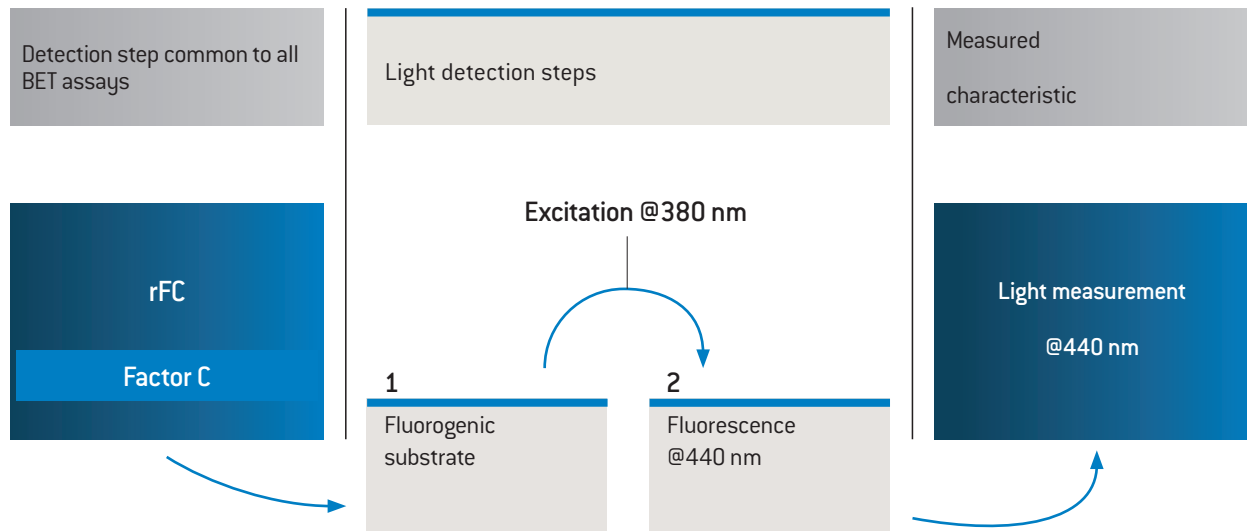 Detection step common to all
BET assays
Light detection steps
Measured
characteristic
rFC
Factor C
Excitation @380 nm
1
Fluorogenic
substrate
2
Fluorescence
@440 nm
Light measurement
@440 nm